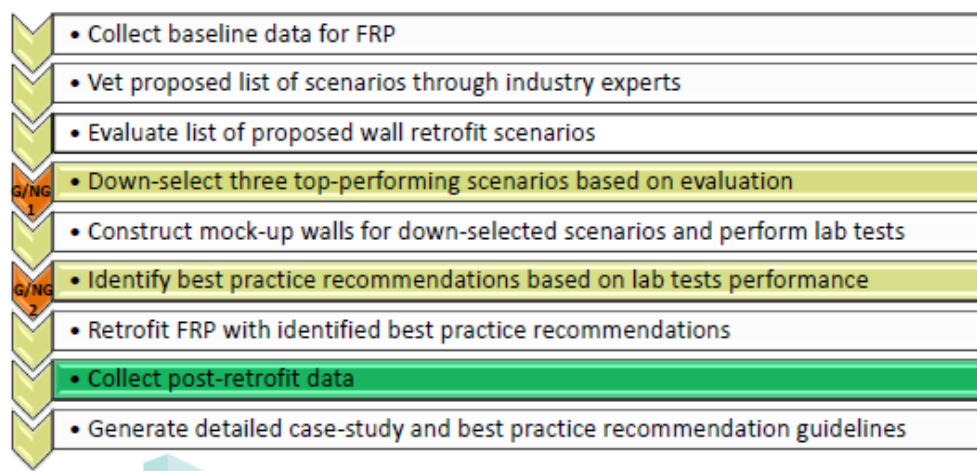 • Collect baseline data for FRP
• Vet proposed list of scenarios through industry experts
• Evaluate list of proposed wall retrofit scenarios
G/NG
1
• Down-select three top-performing scenarios based on evaluation
• Construct mock-up walls for down-selected scenarios and perform lab tests
G/NG
2
• Identify best practice recommendations based on lab tests performance
• Retrofit FRP with identified best practice recommendations
• Collect post-retrofit data
• Generate detailed case-study and best practice recommendation guidelines